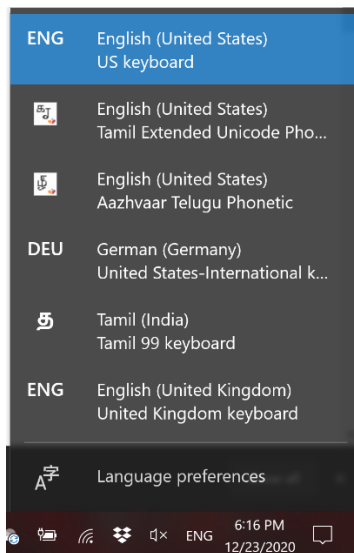 ENG English (United States)
US keyboard
English (United States)
Tamil Extended Unicode Pho...
English (United States)
Aazhvaar Telugu Phonetic
DEU German (Germany)
United States-International k...
த Tamil (India)
Tamil 99 keyboard
ENG English (United Kingdom)
United Kingdom keyboard
A字 Language preferences
ENG 6:16 PM
12/23/2020